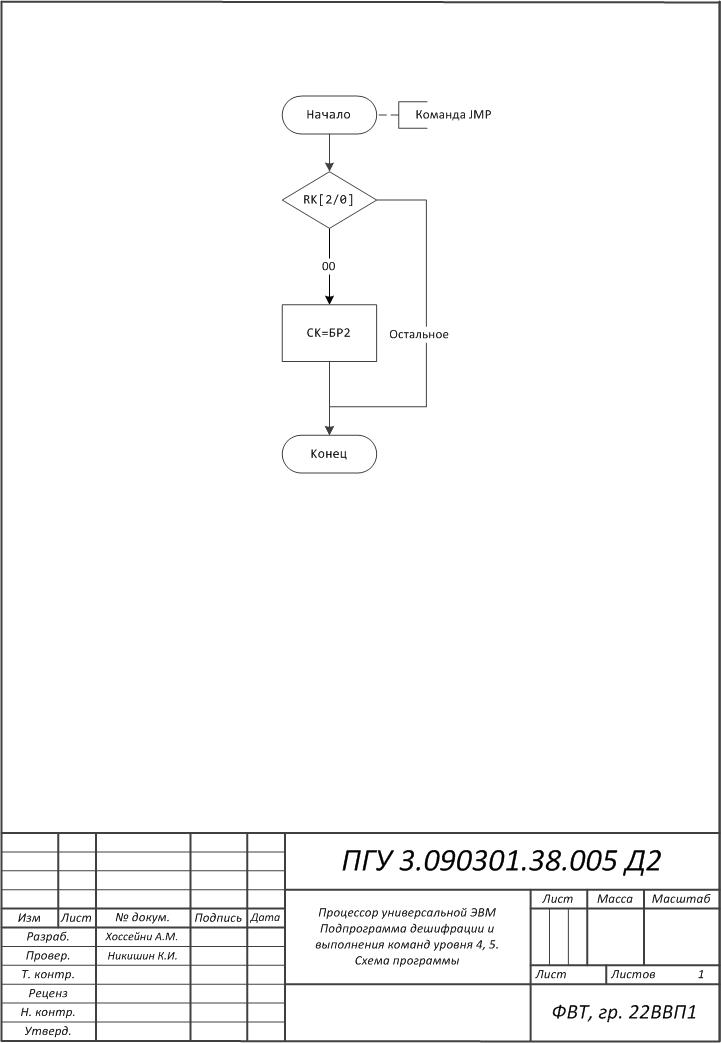 Начало
Команда JMP
RK[2/0]
00
СК=БР2
Остальное
Конец
ПГУ 3.090301.38.005 Д2
Лист Масса Масштаб
Изм Лист № докум. Подпись Дата
Процессор универсальной ЭВМ
Подпрограмма дешифрации и
выполнения команд уровня 4, 5.
Схема программы
Разраб. Хоссейни А.М.
Провер. Никишин К.И.
Т. контр.
Лист Листов 1
Реценз
Н. контр.
ФВТ, гр. 22ВВП1
Утверд.